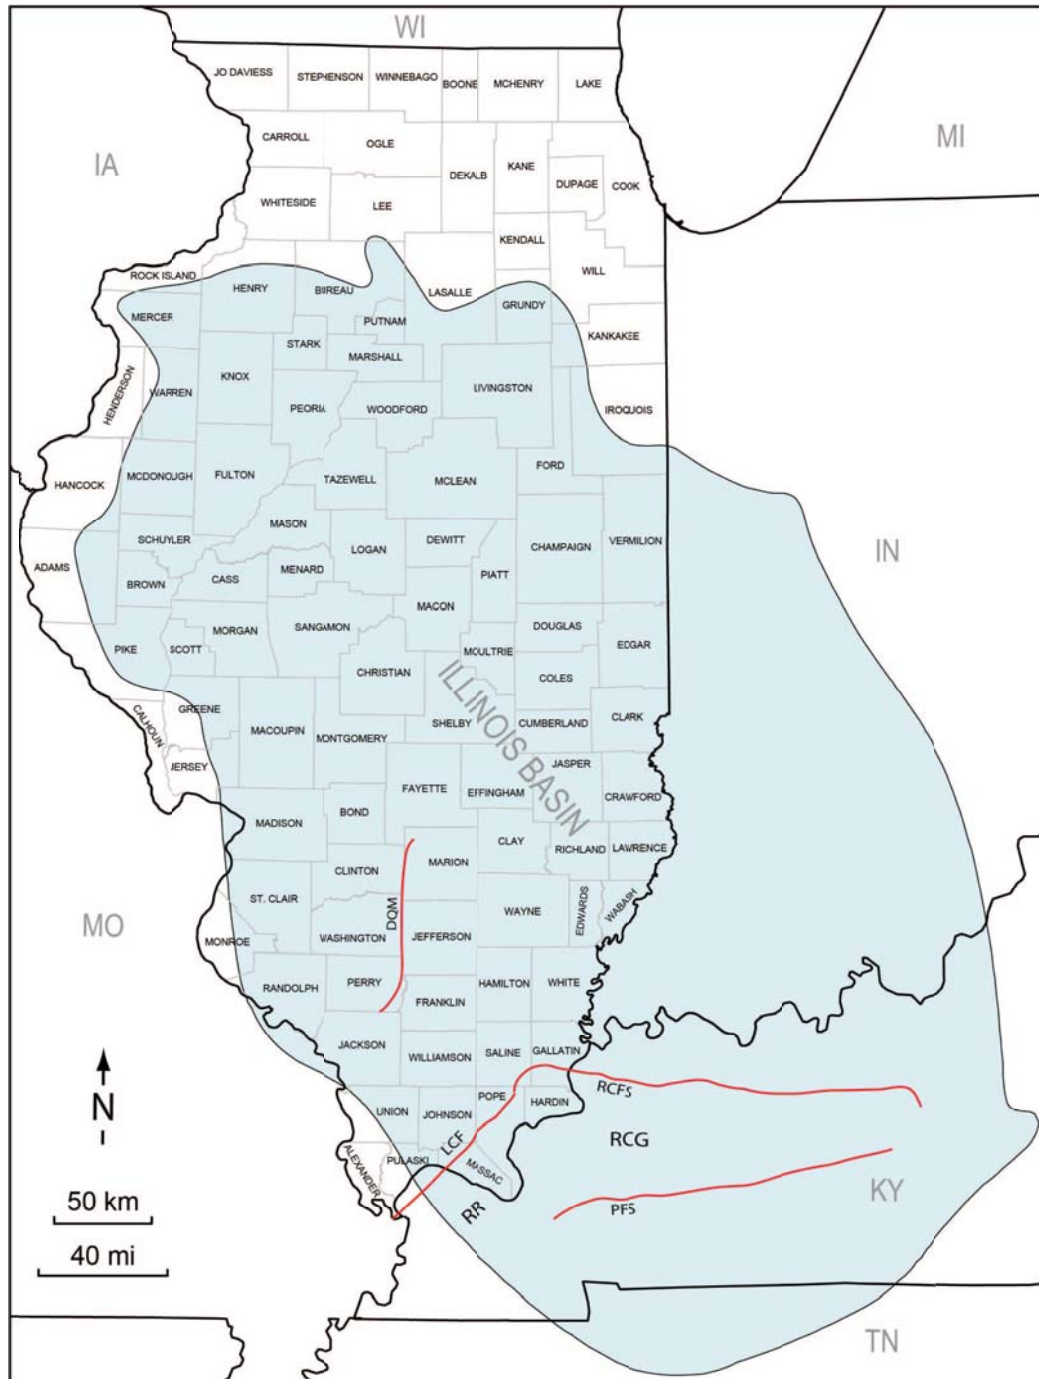 WI
JO DAVIESS
STEPHENSON
WINNEBAGO
BOONE
MCHENRY
LAKE
CARROLL
OGLE
MI
IA
DEKALB
KANE
DUPAGE
COOK
WHITESIDE
LEE
KENDALL
WILL
ROCK ISLAND
HENRY
BUREAU
LASALLE
GRUNDY
MERCER
PUTNAM
KANKAKEE
STARK
MARSHALL
HENDERSON
WARREN
KNOX
PEORIA
WOODFORD
LIVINGSTON
IROQUOIS
HANCOCK
MCDONOUGH
FULTON
TAZEWELL
MCLEAN
FORD
MASON
SCHUYLER
LOGAN
DEWITT
CHAMPAIGN
VERMILION
IN
ADAMS
BROWN
CASS
MENARD
PIATT
MACON
MORGAN
SANGAMON
DOUGLAS
PIKE
SCOTT
MOULTRIE
EDGAR
CHRISTIAN
COLES
ILLINOIS BASIN
CALHOUN
GREENE
MACOUPIN
MONTGOMERY
SHELBY
CUMBERLAND
CLARK
JERSEY
JASPER
FAYETTE
EFFINGHAM
CRAWFORD
MADISON
BOND
CLAY
RICHLAND
LAWRENCE
CLINTON
MARION
ST. CLAIR
DQM
WAYNE
EDWARDS
WABASH
MO
MONROE
WASHINGTON
JEFFERSON
RANDOLPH
PERRY
HAMILTON
WHITE
FRANKLIN
JACKSON
WILLIAMSON
SALINE
GALLATIN
RCFS
N
UNION
JOHNSON
POPE
HARDIN
LCF
RCG
ALEXANDER
PULASKI
MASSAC
KY
50 km
RR
PFS
40 mi
TN